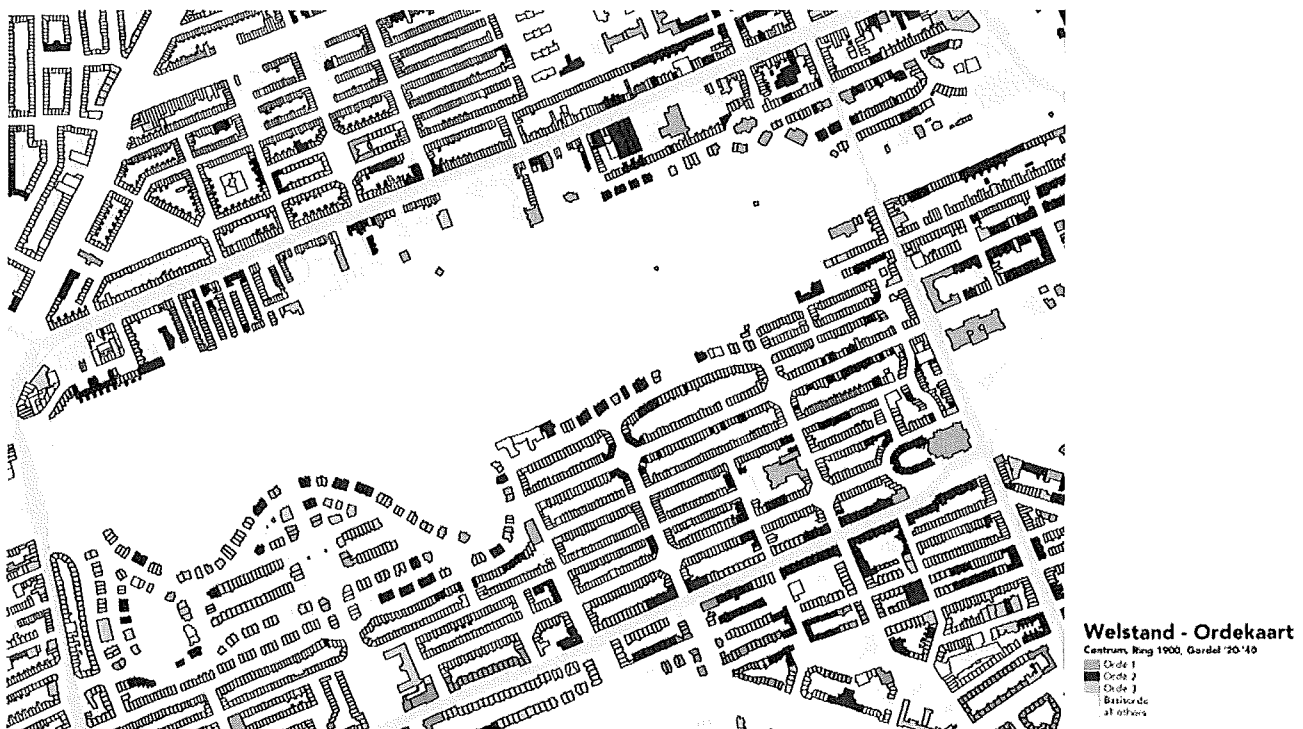 Welstand - Ordekaart
Centrum, Ring 1900, Gordel '20-'40
Orde 1
Orde 2
Orde 3
Basisorde
all others